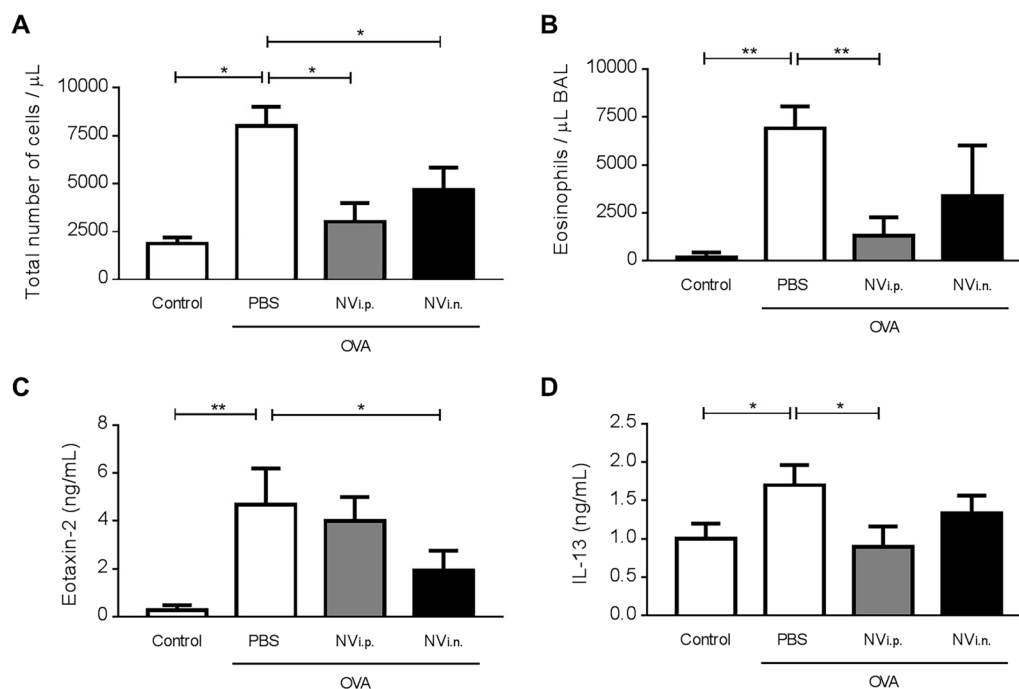 A
Total number of cells / μL
10000
7500
5000
2500
0
*
*
*
Control
PBS
NVi.p.
NVi.n.
OVA
B
Eosinophils / μL BAL
10000
7500
5000
2500
0
**
**
Control
PBS
NVi.p.
NVi.n.
OVA
C
Eotaxin-2 (ng/mL)
8
6
4
2
0
**
*
Control
PBS
NVi.p.
NVi.n.
OVA
D
IL-13 (ng/mL)
2.5
2.0
1.5
1.0
0.5
0.0
*
*
Control
PBS
NVi.p.
NVi.n.
OVA